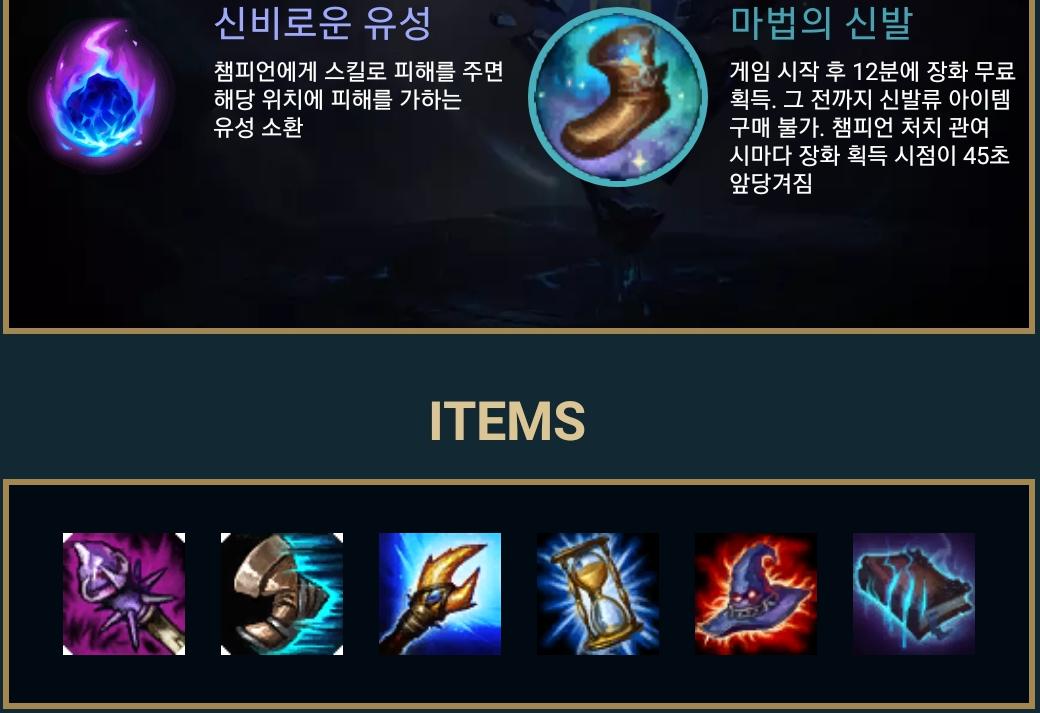 신비로운 유성
챔피언에게 스킬로 피해를 주면
해당 위치에 피해를 가하는
유성 소환
마법의 신발
게임 시작 후 12분에 장화 무료
획득. 그 전까지 신발류 아이템
구매 불가. 챔피언 처치 관여
시마다 장화 획득 시점이 45초
앞당겨짐
ITEMS